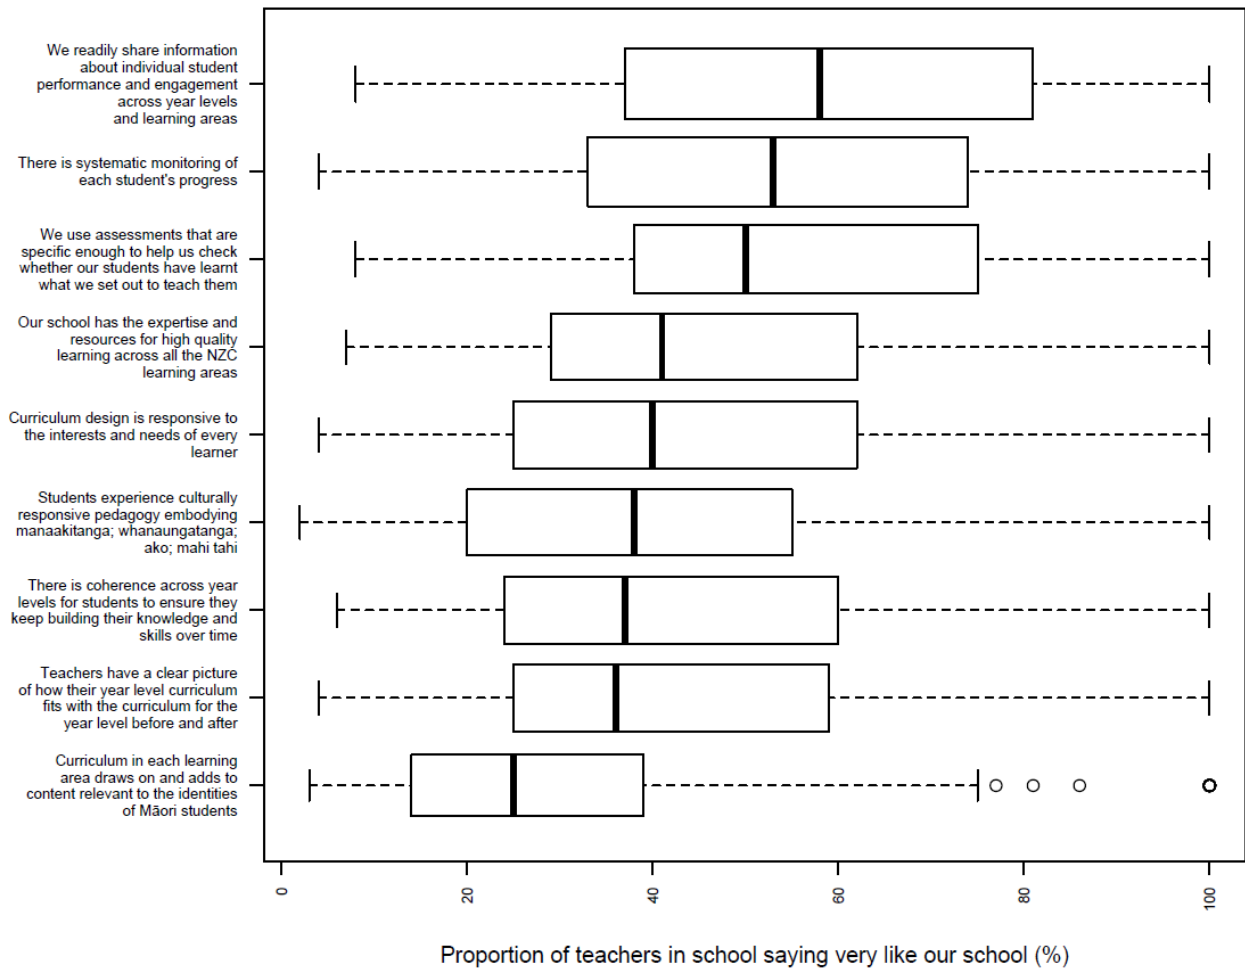 We readily share information
about individual student
performance and engagement
across year levels
and learning areas
There is systematic monitoring of
each student's progress
We use assessments that are
specific enough to help us check
whether our students have learnt
what we set out to teach them
Our school has the expertise and
resources for high quality
learning across all the NZC
learning areas
Curriculum design is responsive to
the interests and needs of every
learner
Students experience culturally
responsive pedagogy embodying
manaakitanga; whanaungatanga;
ako; mahi tahi
There is coherence across year
levels for students to ensure they
keep building their knowledge and
skills over time
Teachers have a clear picture
of how their year level curriculum
fits with the curriculum for the
year level before and after
Curriculum in each learning
area draws on and adds to
content relevant to the identities
of Māori students
0
20
40
60
80
100
Proportion of teachers in school saying very like our school (%)